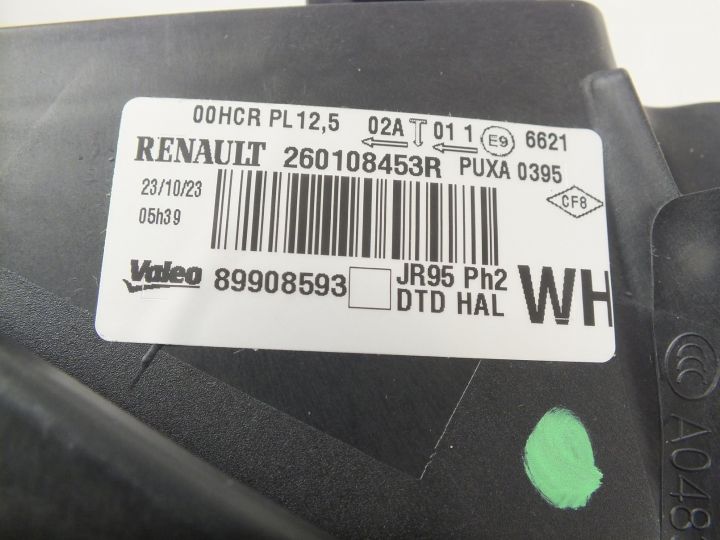 00HCR PL12,5 02A 01 1 E9 6621
RENAULT 260108453R PUXA 0395
23/10/23
05h39
CF8
Valeo 89908593 JR95 Ph2
DTD HAL
WH
CCC
A048